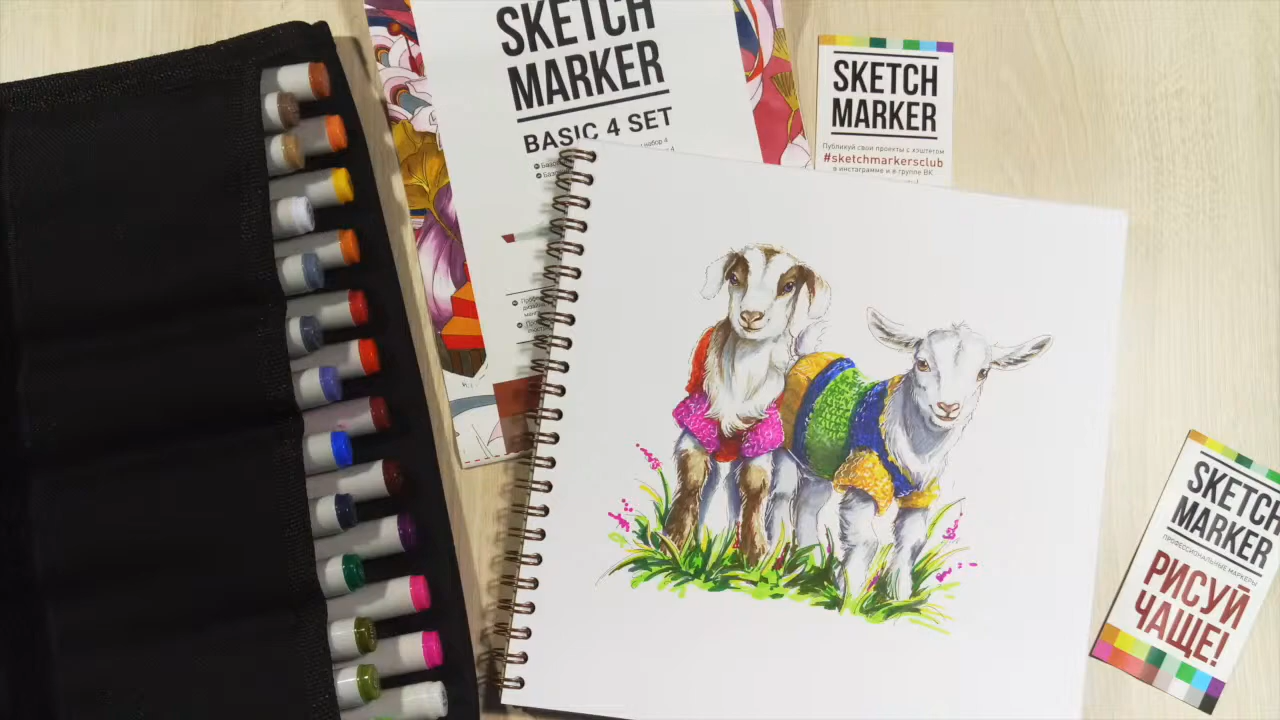 SKETCH
MARKER
BASIC 4 SET
SKETCH
MARKER
Публикуй свои проекты с хэштегом
#sketchmarkersclub
в инстаграмме и в группе ВК
SKETCH
MARKER
ПРОФЕССИОНАЛЬНЫЕ МАРКЕРЫ
РИСУЙ
ЧАЩЕ!